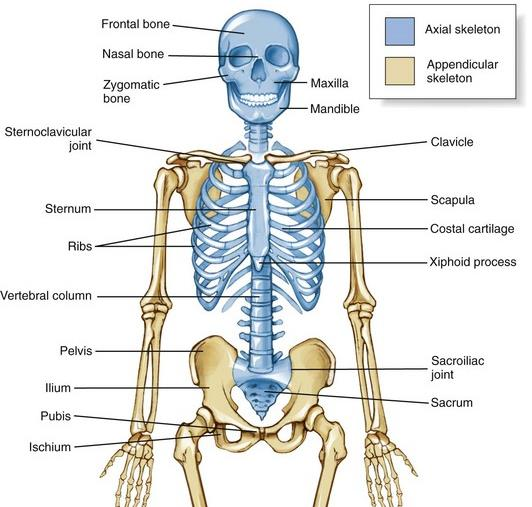 Frontal bone
Nasal bone
Zygomatic
bone
Sternoclavicular
joint
Sternum
Ribs
Vertebral column
Pelvis
Ilium
Pubis
Ischium
Axial skeleton
Appendicular
skeleton
Maxilla
Mandible
Clavicle
Scapula
Costal cartilage
Xiphoid process
Sacroiliac
joint
Sacrum